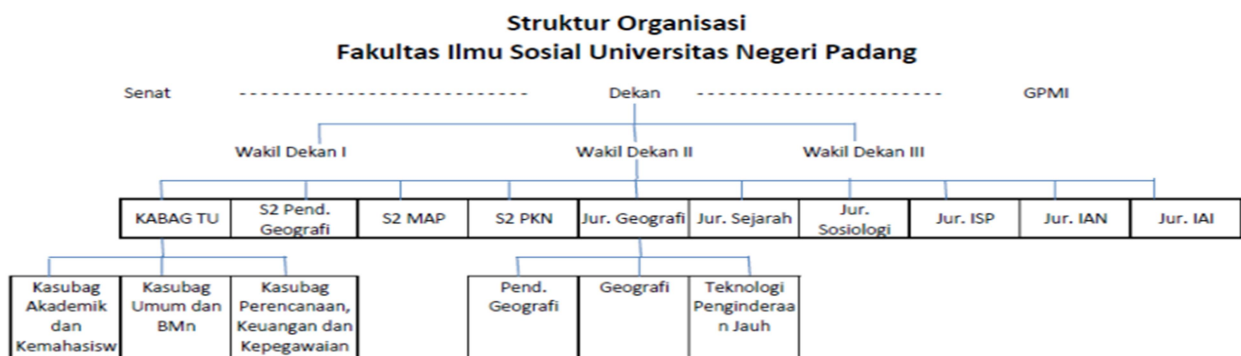 Struktur Organisasi
Fakultas Ilmu Sosial Universitas Negeri Padang
Senat Dekan GPMI
Wakil Dekan I Wakil Dekan II Wakil Dekan III
KABAG TU
S2 Pend.
Geografi
S2 MAP
S2 PKN
Jur. Geografi
Jur. Sejarah
Jur.
Sosiologi
Jur. ISP
Jur. IAN
Jur. IAI
Kasubag
Akademik
dan
Kemahasisw
Kasubag
Umum dan
BMn
Kasubag
Perencanaan,
Keuangan dan
Kepegawaian
Pend.
Geografi
Geografi
Teknologi
Penginderaa
n Jauh